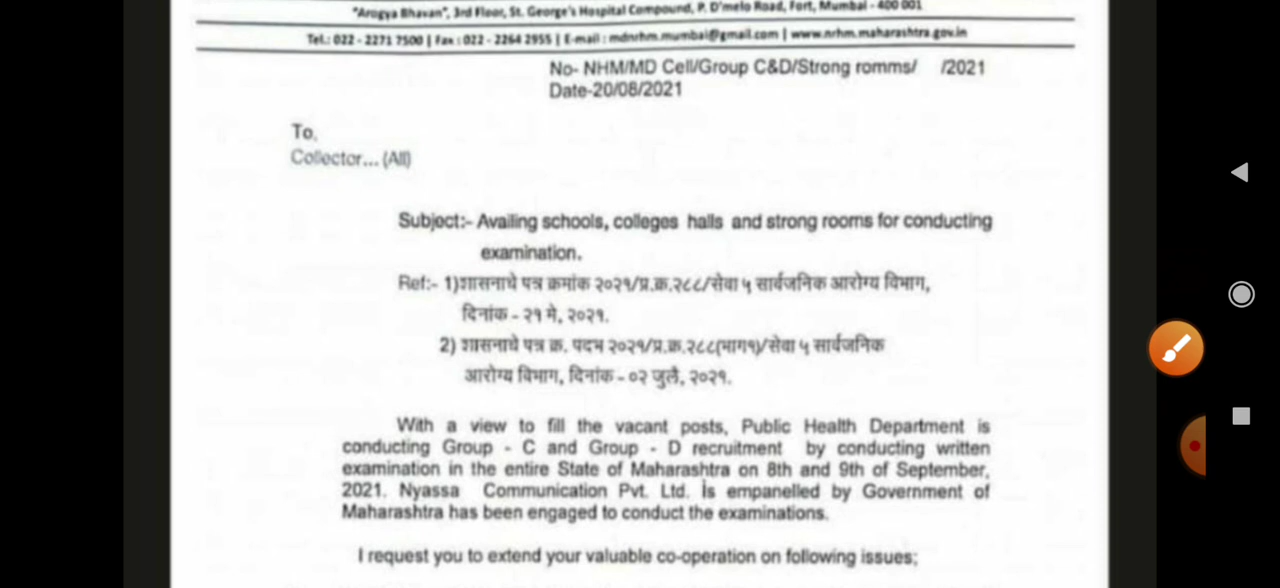 "Arogya Bhavan", 3rd Floor, St. George's Hospital Compound, P. D'melo Road, Fort, Mumbai - 400 001
Tel.: 022 - 2271 7500 | Fax : 022 - 2264 2955 | E-mail : mdnrhm.mumbai@gmail.com | www.nrhm.maharashtra.gov.in
No- NHM/MD Cell/Group C&D/Strong romms/ /2021
Date-20/08/2021
To,
Collector... (All)
Subject:- Availing schools, colleges halls and strong rooms for conducting
examination.
Ref:- 1)शासनाचे पत्र क्रमांक २०२१/प्र.क्र.२८८/सेवा ५ सार्वजनिक आरोग्य विभाग,
दिनांक - २१ मे, २०२१.
2) शासनाचे पत्र क्र. पदभ २०२१/प्र.क्र.२८८(भाग१)/सेवा ५ सार्वजनिक
आरोग्य विभाग, दिनांक - ०२ जुलै, २०२१.
With a view to fill the vacant posts, Public Health Department is
conducting Group - C and Group - D recruitment by conducting written
examination in the entire State of Maharashtra on 8th and 9th of September,
2021. Nyassa Communication Pvt. Ltd. is empanelled by Government of
Maharashtra has been engaged to conduct the examinations.
I request you to extend your valuable co-operation on following issues;